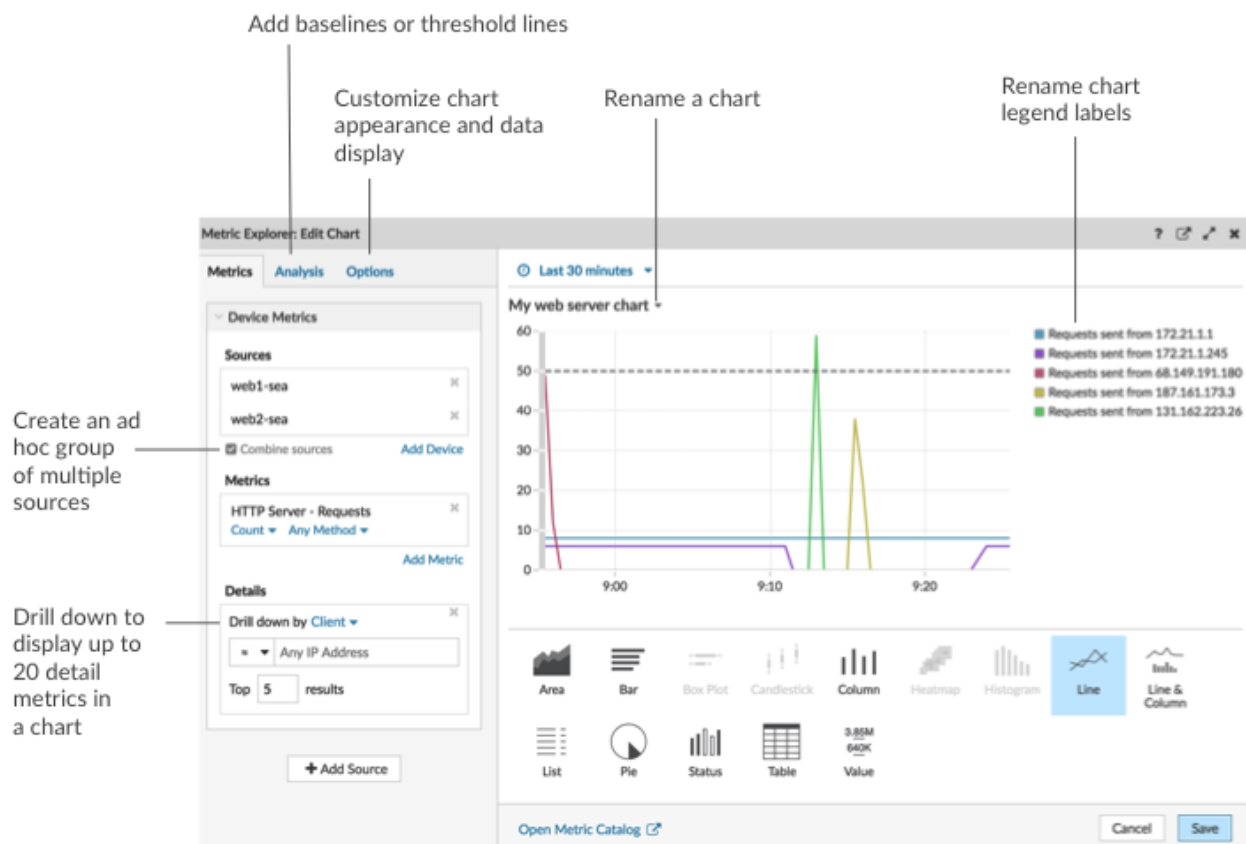 Add baselines or threshold lines
Customize chart
appearance and data
display
Rename a chart
Rename chart
legend labels
Metric Explorer: Edit Chart
?
Metrics
Analysis
Options
Last 30 minutes
My web server chart
Device Metrics
Sources
web1-sea
web2-sea
Combine sources
Add Device
Create an ad
hoc group
of multiple
sources
Metrics
HTTP Server - Requests
Count Any Method
Add Metric
Details
Drill down by Client
≈ Any IP Address
Top 5 results
Drill down to
display up to
20 detail
metrics in
a chart
+ Add Source
60
50
40
30
20
10
0
9:00
9:10
9:20
Requests sent from 172.21.1.1
Requests sent from 172.21.1.245
Requests sent from 68.149.191.180
Requests sent from 187.161.173.3
Requests sent from 131.162.223.26
Area
Bar
Box Plot
Candlestick
Column
Heatmap
Histogram
Line
Line &
Column
List
Pie
Status
Table
3.85M
640K
Value
Open Metric Catalog
Cancel
Save